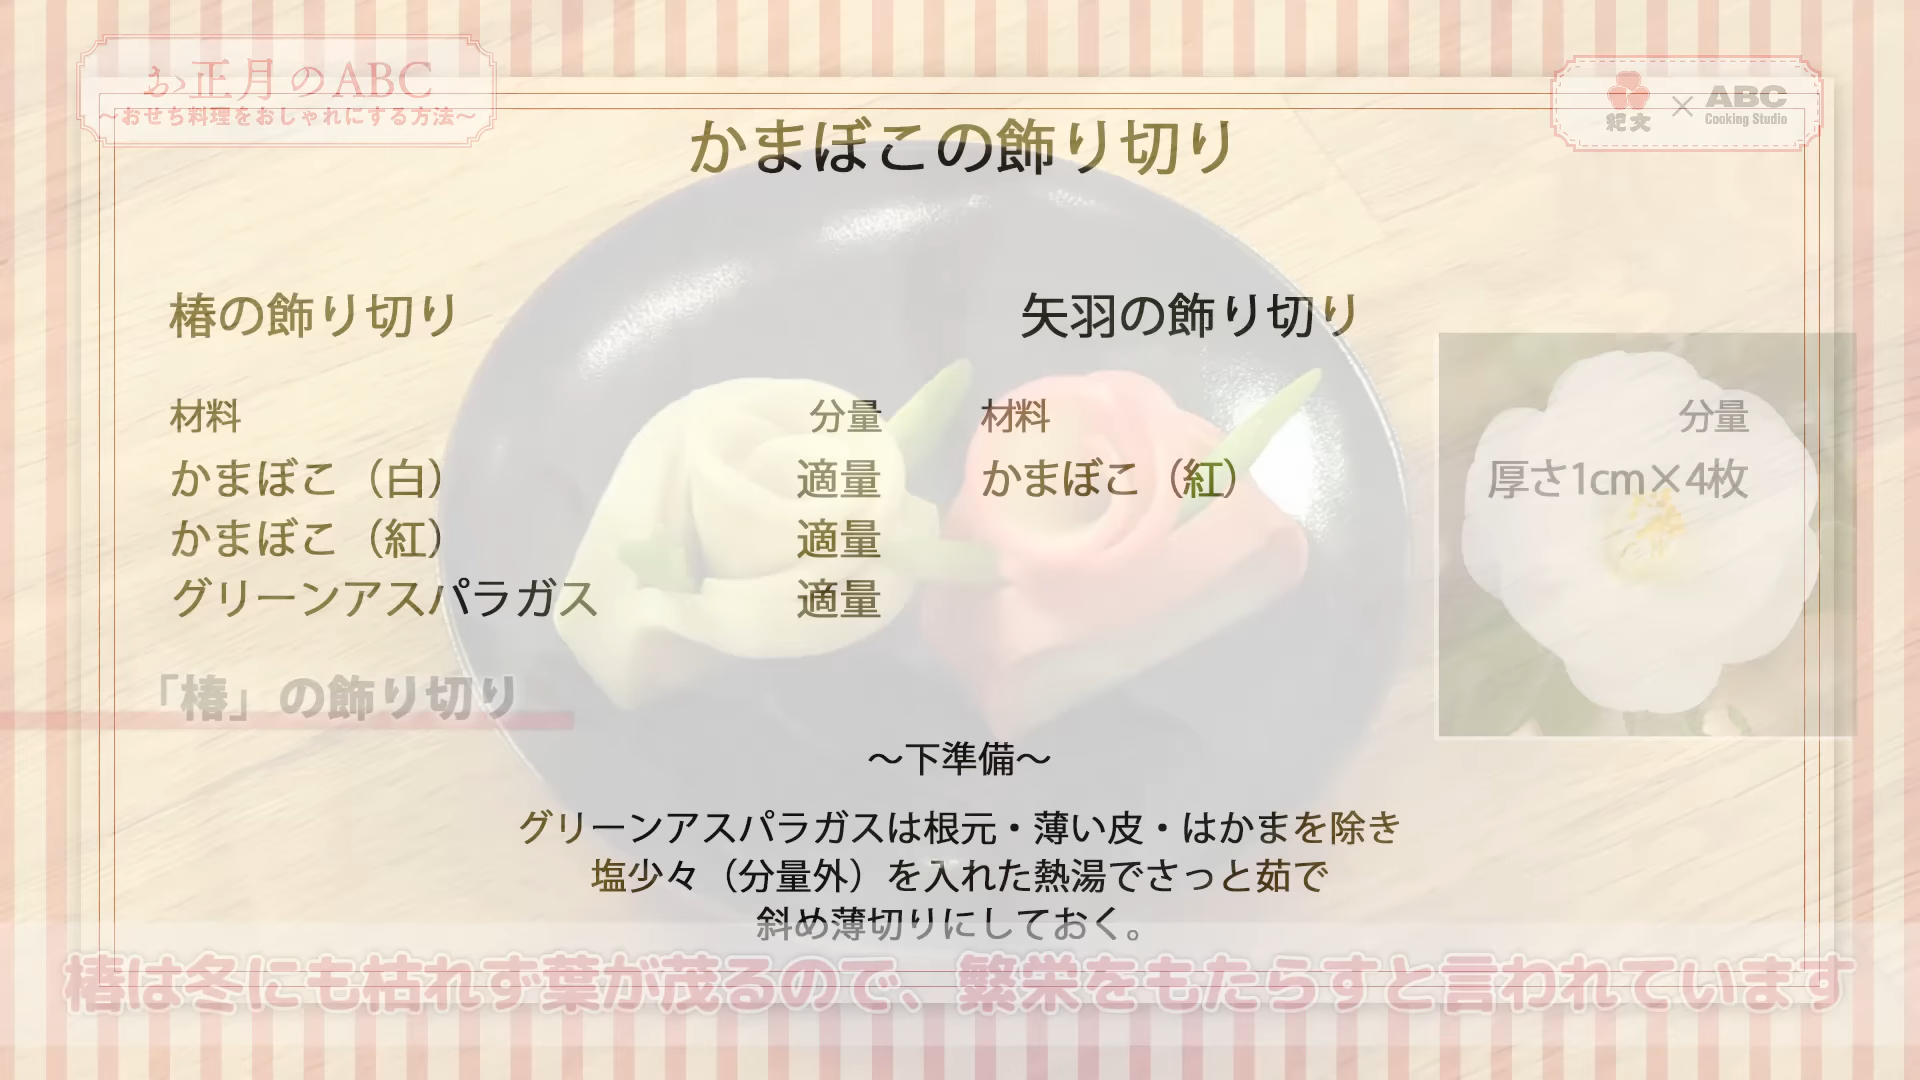 お正月のABC
〜おせち料理をおしゃれにする方法〜
紀文×ABC Cooking Studio
かまぼこの飾り切り
椿の飾り切り
材料 分量
かまぼこ（白） 適量
かまぼこ（紅） 適量
グリーンアスパラガス 適量
矢羽の飾り切り
材料 分量
かまぼこ（紅） 厚さ1cm×4枚
「椿」の飾り切り
〜下準備〜
グリーンアスパラガスは根元・薄い皮・はかまを除き
塩少々（分量外）を入れた熱湯でさっと茹で
斜め薄切りにしておく。
椿は冬にも枯れず葉が茂るので、繁栄をもたらすと言われています